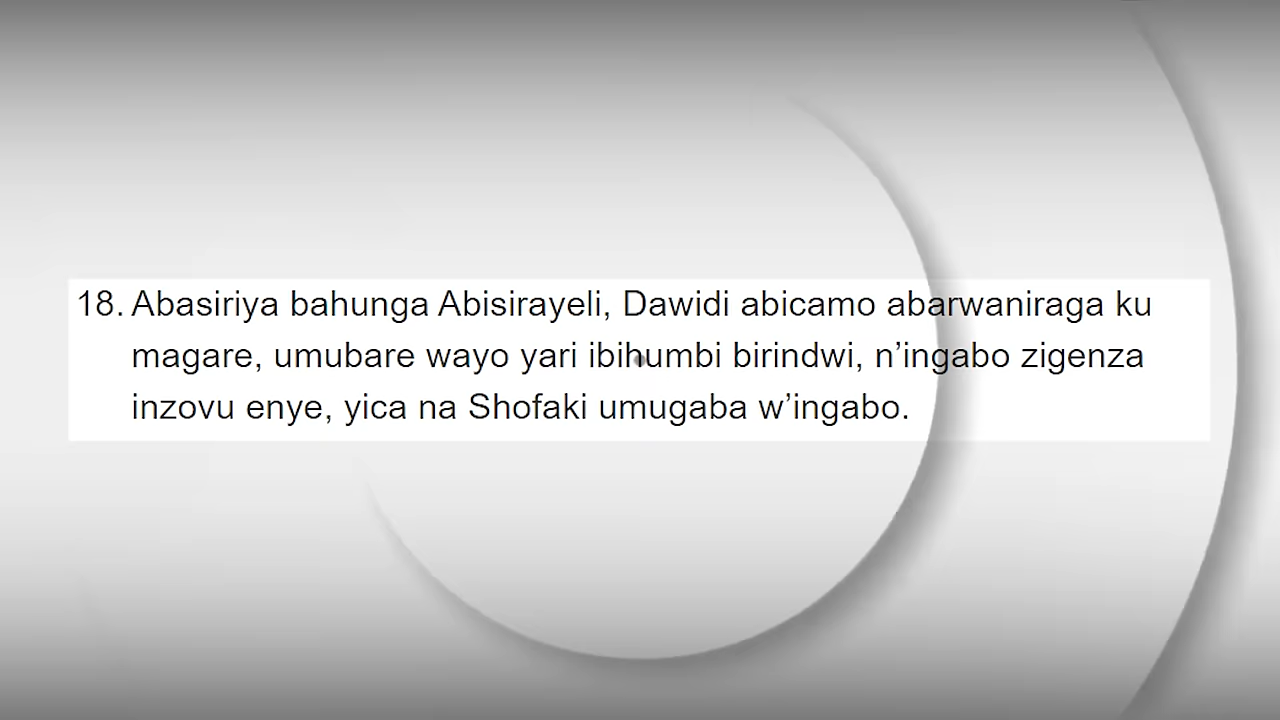 18. Abasiriya bahunga Abisirayeli, Dawidi abicamo abarwaniraga ku
magare, umubare wayo yari ibihumbi birindwi, n’ingabo zigenza
inzovu enye, yica na Shofaki umugaba w’ingabo.